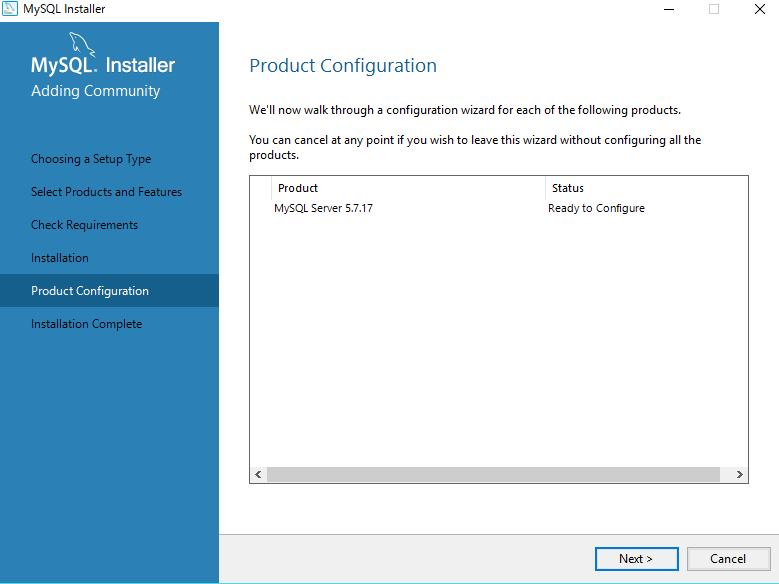 MySQL Installer
MySQL. Installer
Adding Community
Choosing a Setup Type
Select Products and Features
Check Requirements
Installation
Product Configuration
Installation Complete
Product Configuration
We'll now walk through a configuration wizard for each of the following products.
You can cancel at any point if you wish to leave this wizard without configuring all the
products.
Product Status
MySQL Server 5.7.17 Ready to Configure
Next > Cancel